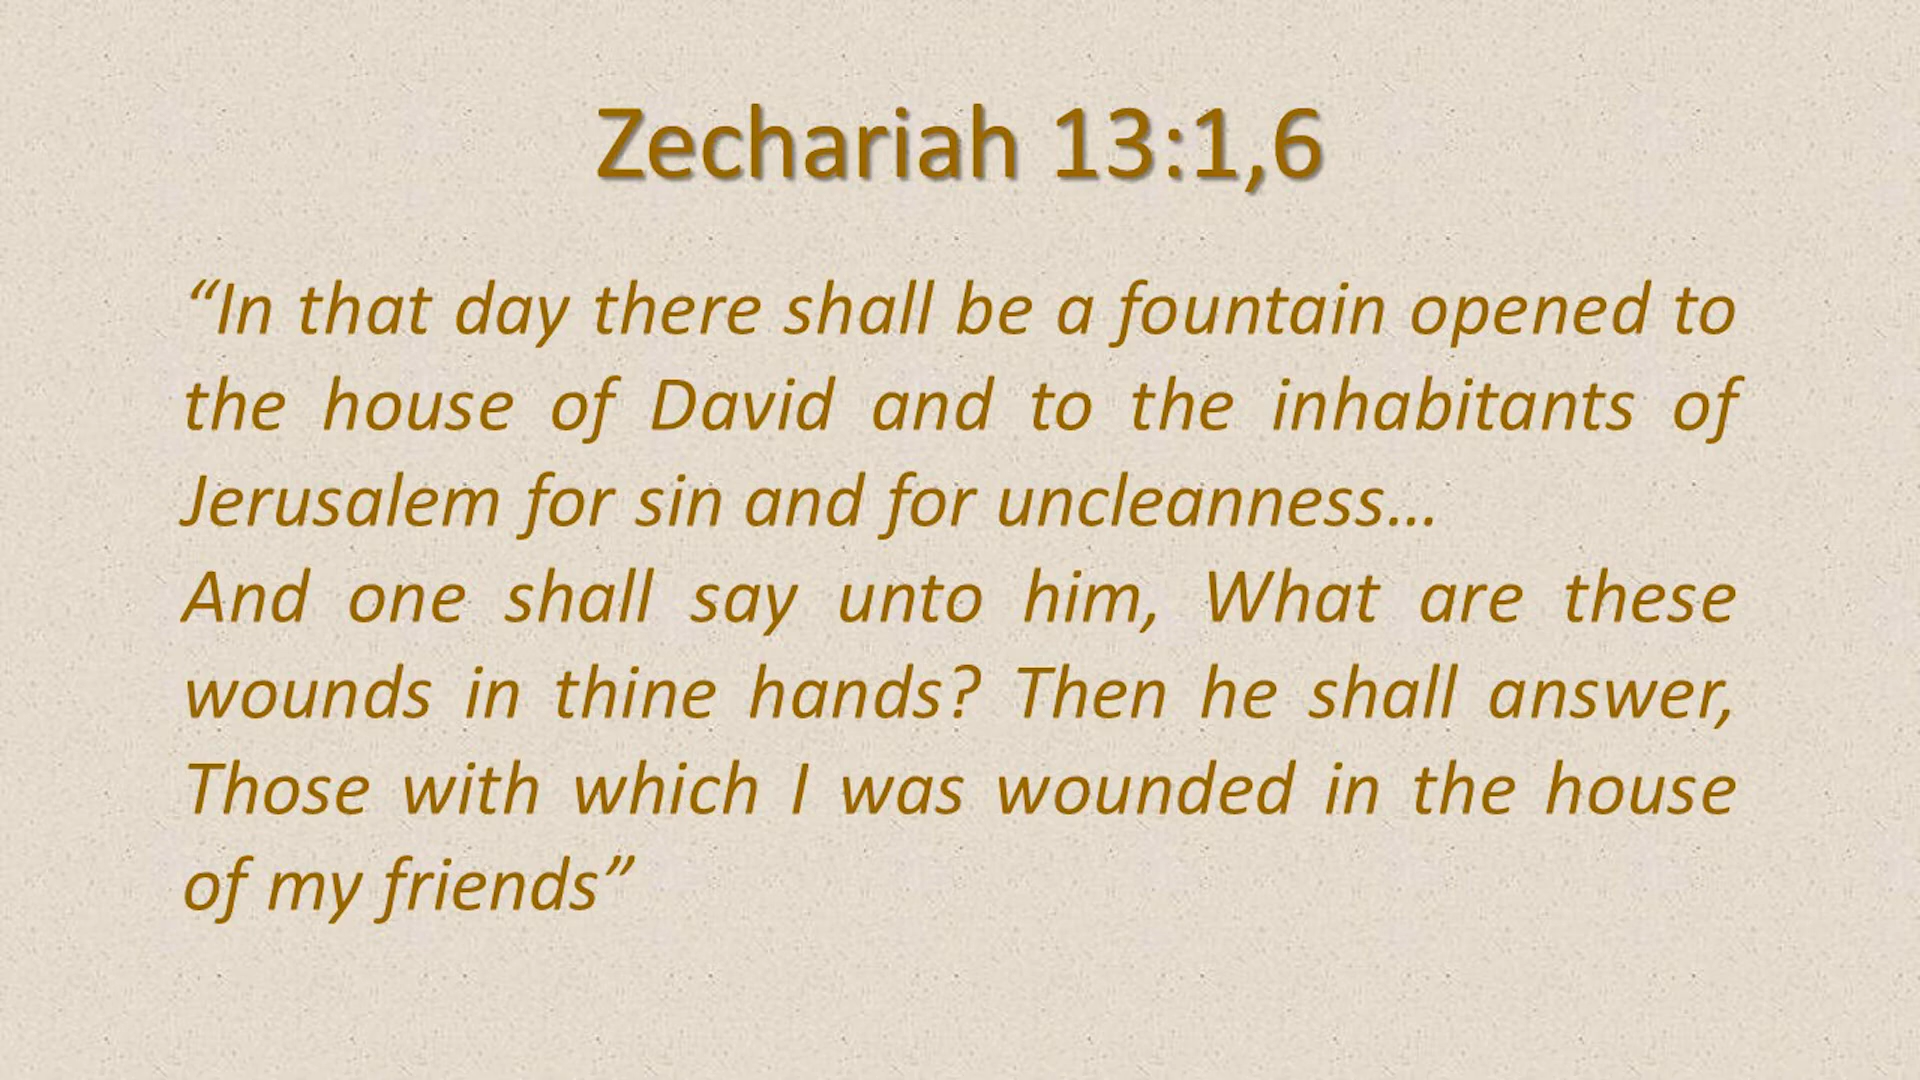 Zechariah 13:1,6
“In that day there shall be a fountain opened to
the house of David and to the inhabitants of
Jerusalem for sin and for uncleanness...
And one shall say unto him, What are these
wounds in thine hands? Then he shall answer,
Those with which I was wounded in the house
of my friends”